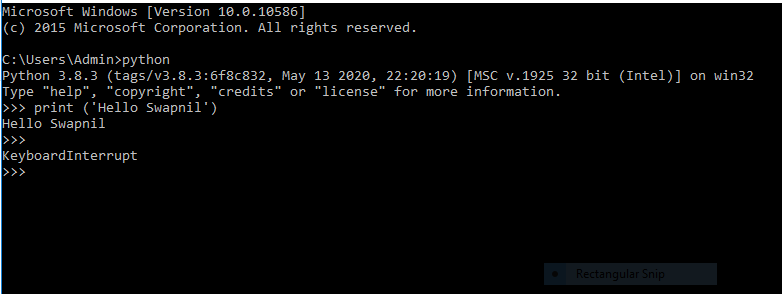 Microsoft Windows [Version 10.0.10586]
(c) 2015 Microsoft Corporation. All rights reserved.
C:\Users\Admin>python
Python 3.8.3 (tags/v3.8.3:6f8c832, May 13 2020, 22:20:19) [MSC v.1925 32 bit (Intel)] on win32
Type "help", "copyright", "credits" or "license" for more information.
>>> print ('Hello Swapnil')
Hello Swapnil
>>>
KeyboardInterrupt
>>>
Rectangular Snip